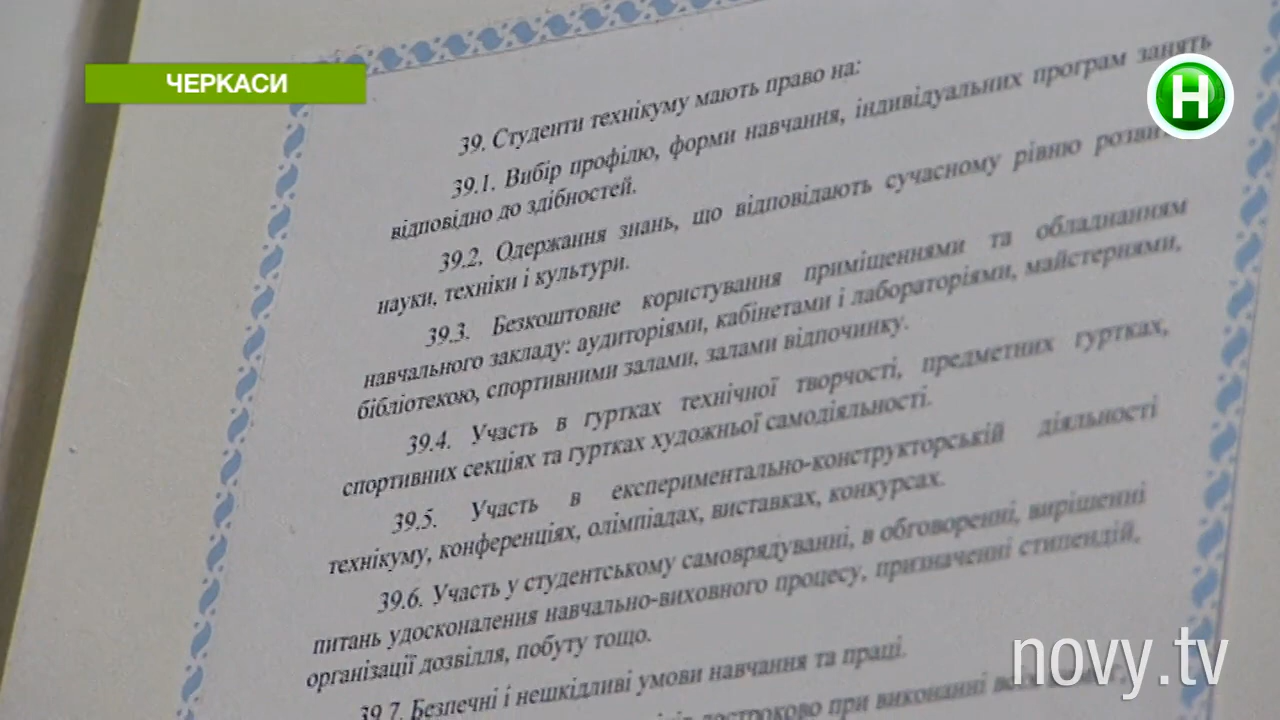 ЧЕРКАСИ
Н
39. Студенти технікуму мають право на:
39.1. Вибір профілю, форми навчання, індивідуальних програм занять
відповідно до здібностей.
39.2. Одержання знань, що відповідають сучасному рівню
науки, техніки і культури.
39.3. Безкоштовне користування приміщеннями та обладнанням
навчального закладу: аудиторіями, кабінетами і лабораторіями, майстернями,
бібліотекою, спортивними залами, залами відпочинку.
39.4. Участь в гуртках технічної творчості, предметних гуртках,
спортивних секціях та гуртках художньої самодіяльності.
39.5. Участь в експериментально-конструкторській діяльності
технікуму, конференціях, олімпіадах, виставках, конкурсах.
39.6. Участь у студентському самоврядуванні, в обговоренні, вирішенні
питань удосконалення навчально-виховного процесу, призначенні стипендій,
організації дозвілля, побуту тощо.
39.7. Безпечні і нешкідливі умови навчання та праці.
достроково при виконанні всіх
novy.tv